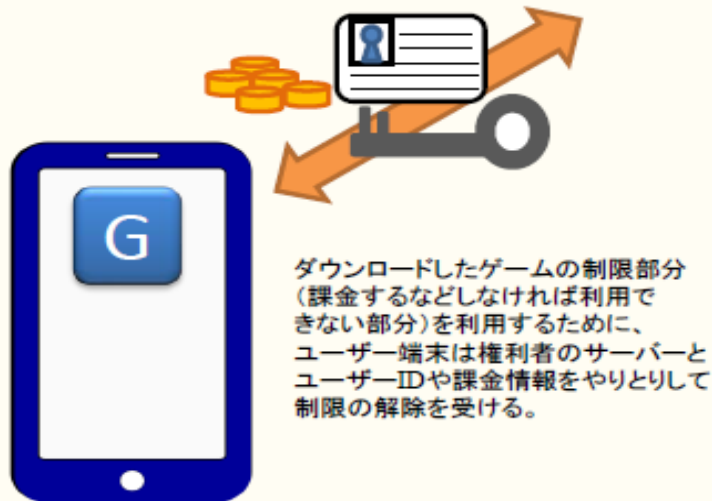 G
ダウンロードしたゲームの制限部分
（課金するなどしなければ利用で
きない部分）を利用するために、
ユーザー端末は権利者のサーバーと
ユーザーIDや課金情報をやりとりして
制限の解除を受ける。